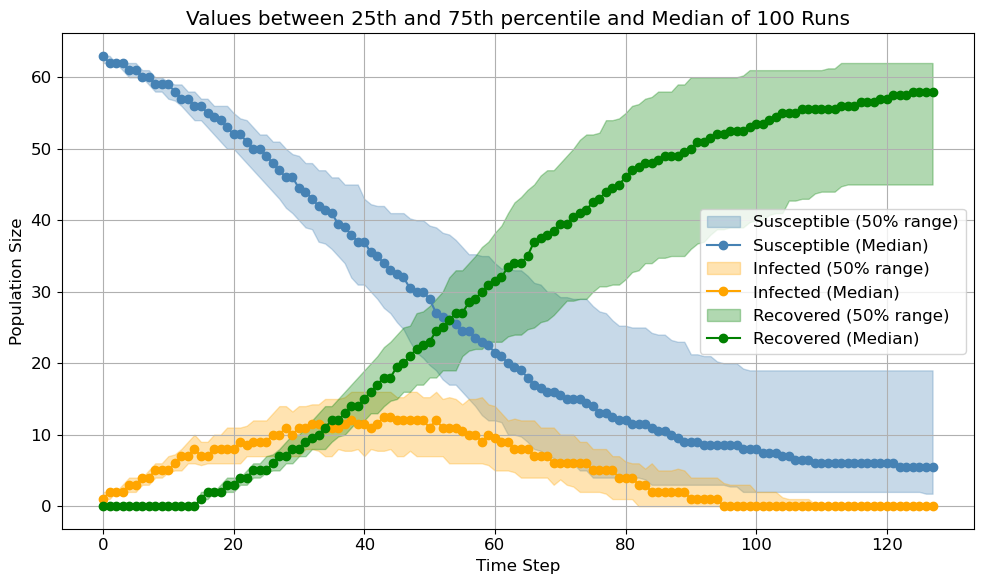 Values between 25th and 75th percentile and Median of 100 Runs
Population Size
60
50
40
30
20
10
0
Susceptible (50% range)
Susceptible (Median)
Infected (50% range)
Infected (Median)
Recovered (50% range)
Recovered (Median)
0 20 40 60 80 100 120
Time Step